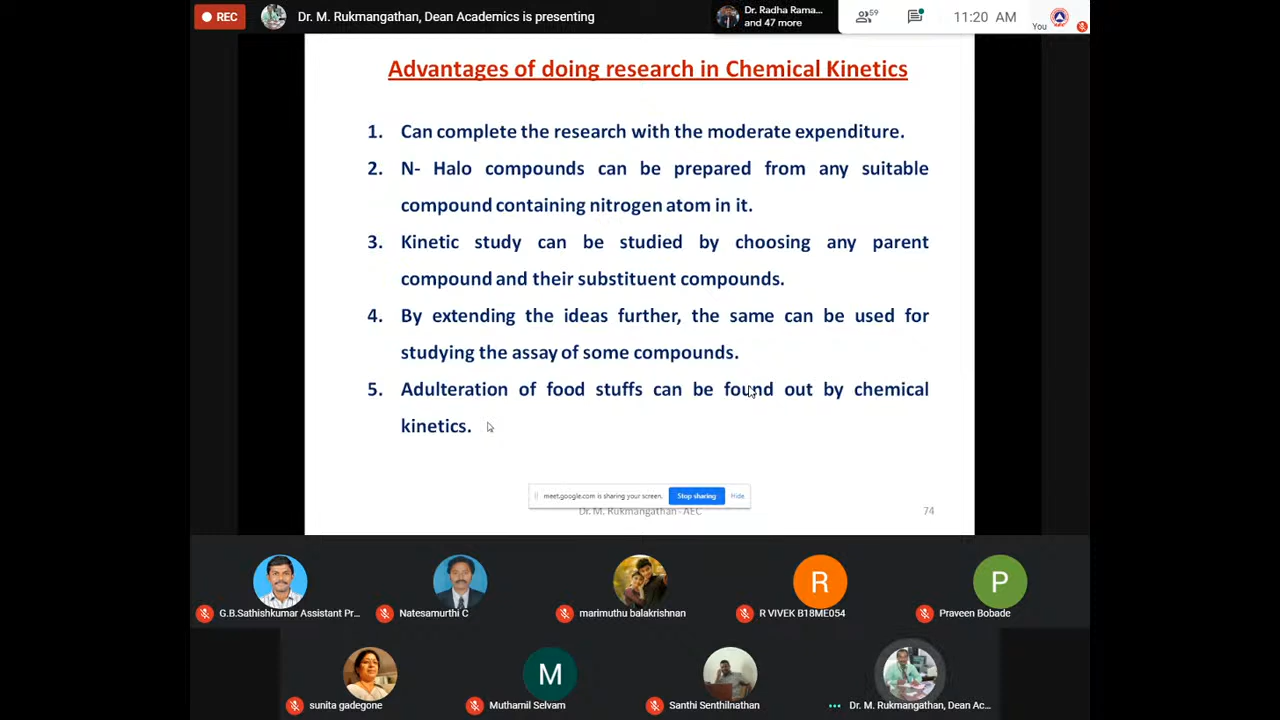 REC
Dr. M. Rukmangathan, Dean Academics is presenting
Dr. Radha Rama...
and 47 more
59
11:20 AM
You
Advantages of doing research in Chemical Kinetics
1. Can complete the research with the moderate expenditure.
2. N- Halo compounds can be prepared from any suitable
compound containing nitrogen atom in it.
3. Kinetic study can be studied by choosing any parent
compound and their substituent compounds.
4. By extending the ideas further, the same can be used for
studying the assay of some compounds.
5. Adulteration of food stuffs can be found out by chemical
kinetics.
meet.google.com is sharing your screen. Stop sharing Hide
Dr. M. Rukmangathan - AEC 74
R P
G.B.Sathishkumar Assistant Pr... Natesamurthi C marimuthu balakrishnan R VIVEK B18ME054 Praveen Bobade
M
sunita gadegone Muthamil Selvam Santhi Senthilnathan Dr. M. Rukmangathan, Dean Ac...